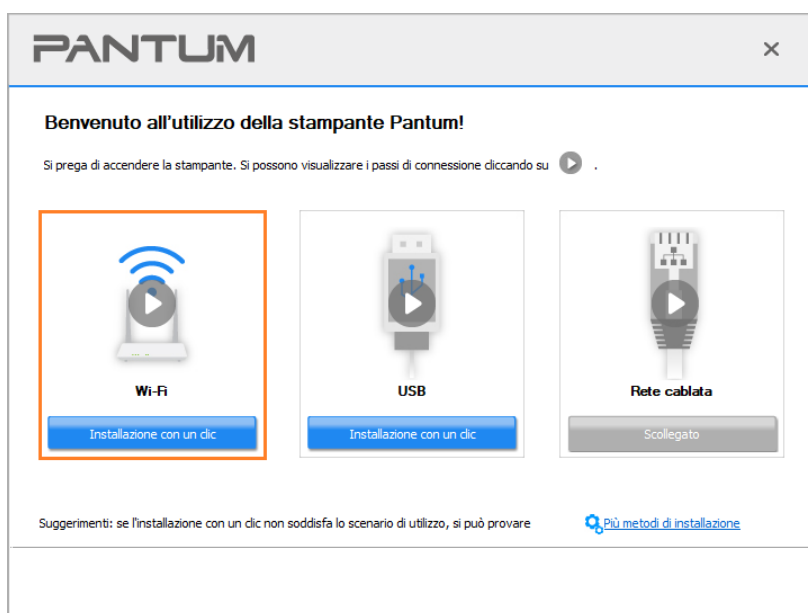 PANTUM
Benvenuto all'utilizzo della stampante Pantum!
Si prega di accendere la stampante. Si possono visualizzare i passi di connessione cliccando su .
Wi-Fi
USB
Rete cablata
Installazione con un clic
Installazione con un clic
Scollegato
Suggerimenti: se l'installazione con un clic non soddisfa lo scenario di utilizzo, si può provare
Più metodi di installazione